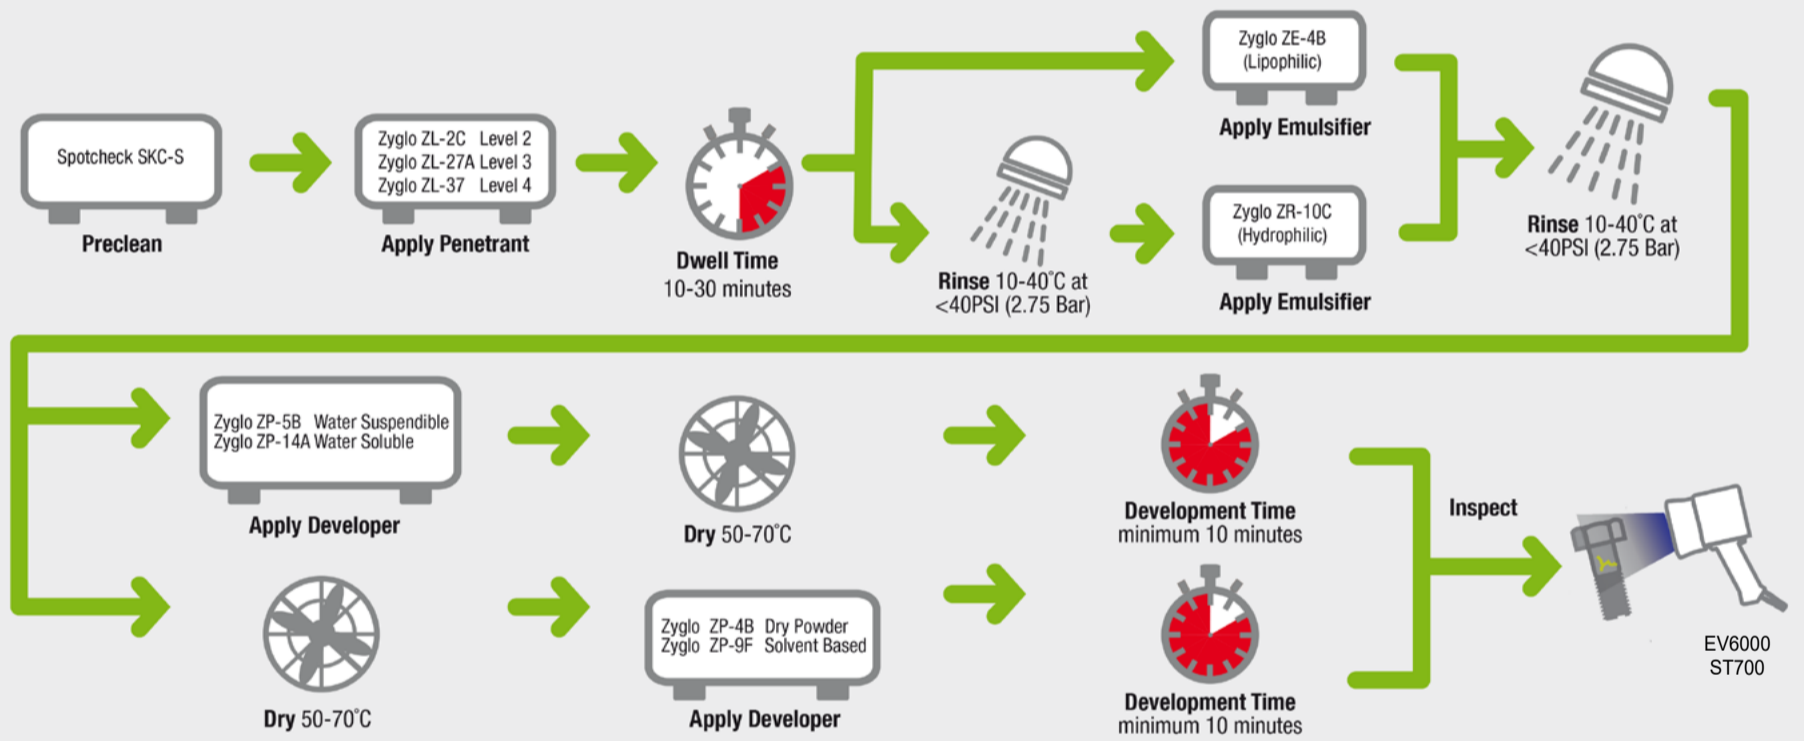 Spotcheck SKC-S
Preclean
Zyglo ZL-2C Level 2
Zyglo ZL-27A Level 3
Zyglo ZL-37 Level 4
Apply Penetrant
Dwell Time
10-30 minutes
Zyglo ZE-4B
(Lipophilic)
Apply Emulsifier
Rinse 10-40°C at
<40PSI (2.75 Bar)
Zyglo ZR-10C
(Hydrophilic)
Apply Emulsifier
Rinse 10-40°C at
<40PSI (2.75 Bar)
Zyglo ZP-5B Water Suspendible
Zyglo ZP-14A Water Soluble
Apply Developer
Dry 50-70°C
Development Time
minimum 10 minutes
Dry 50-70°C
Zyglo ZP-4B Dry Powder
Zyglo ZP-9F Solvent Based
Apply Developer
Development Time
minimum 10 minutes
Inspect
EV6000
ST700